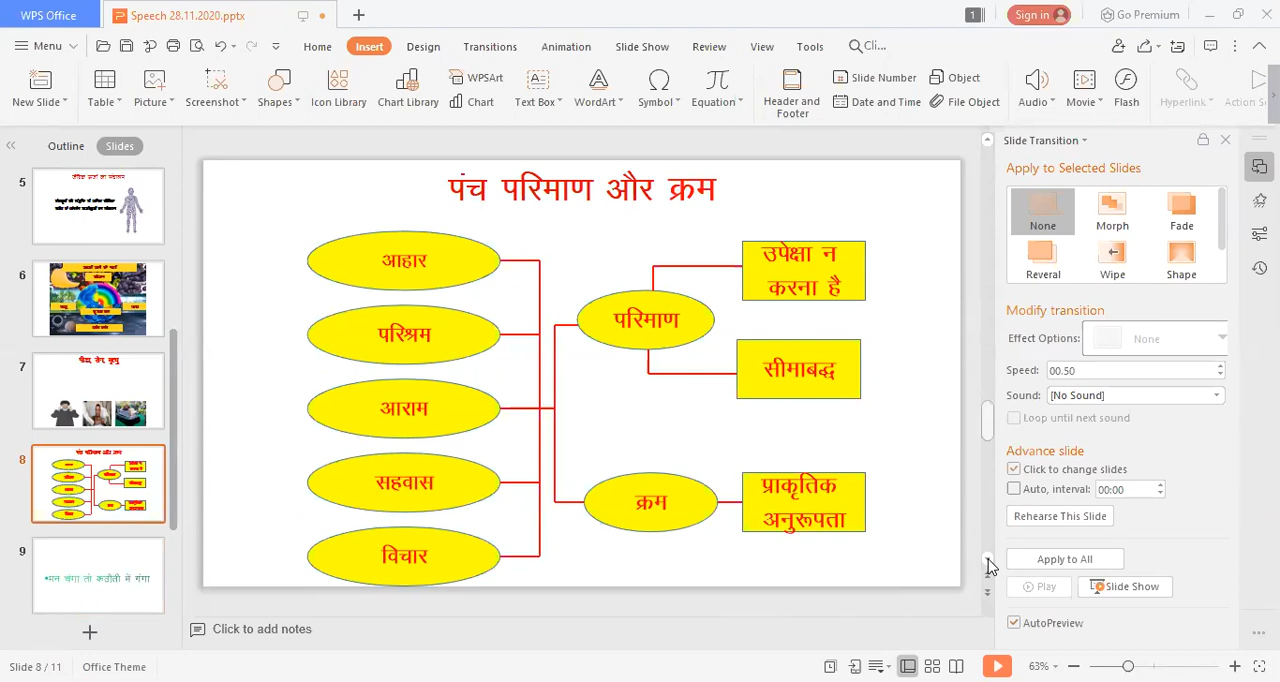 WPS Office
Speech 28.11.2020.pptx
1
Sign in
Go Premium
Menu
Home
Insert
Design
Transitions
Animation
Slide Show
Review
View
Tools
Cli...
New Slide
Table
Picture
Screenshot
Shapes
Icon Library
Chart Library
WPSArt
Chart
Text Box
WordArt
Symbol
Equation
Header and
Footer
Slide Number
Date and Time
Object
File Object
Audio
Movie
Flash
Hyperlink
Outline
Slides
5
6
7
8
9
•मन चंगा तो कठौती में गंगा
पंच परिमाण और क्रम
आहार
परिश्रम
आराम
सहवास
विचार
परिमाण
क्रम
उपेक्षा न
करना है
सीमाबद्ध
प्राकृतिक
अनुरूपता
Click to add notes
Slide Transition
Apply to Selected Slides
None
Morph
Fade
Reveral
Wipe
Shape
Modify transition
Effect Options:
None
Speed: 00.50
Sound: [No Sound]
Loop until next sound
Advance slide
Click to change slides
Auto, interval: 00:00
Rehearse This Slide
Apply to All
Play
Slide Show
AutoPreview
Slide 8 / 11
Office Theme
63%